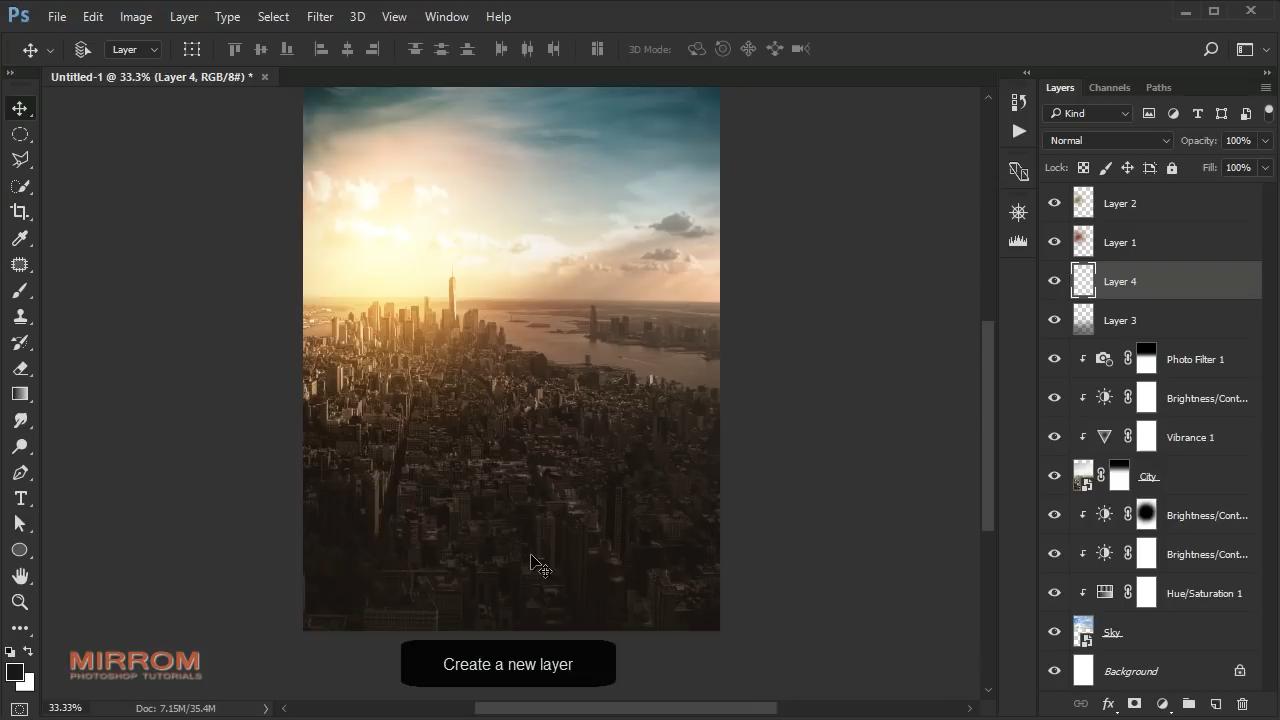 Ps File Edit Image Layer Type Select Filter 3D View Window Help
Layer 3D Mode:
Untitled-1 @ 33.3% (Layer 4, RGB/8#) * ×
Layers Channels Paths
Kind
Normal Opacity: 100%
Lock: Fill: 100%
Layer 2
Layer 1
Layer 4
Layer 3
Photo Filter 1
Brightness/Cont...
Vibrance 1
City
Brightness/Cont...
Brightness/Cont...
Hue/Saturation 1
Sky
Background
MIRROM
PHOTOSHOP TUTORIALS
Create a new layer
33.33% Doc: 7.15M/35.4M